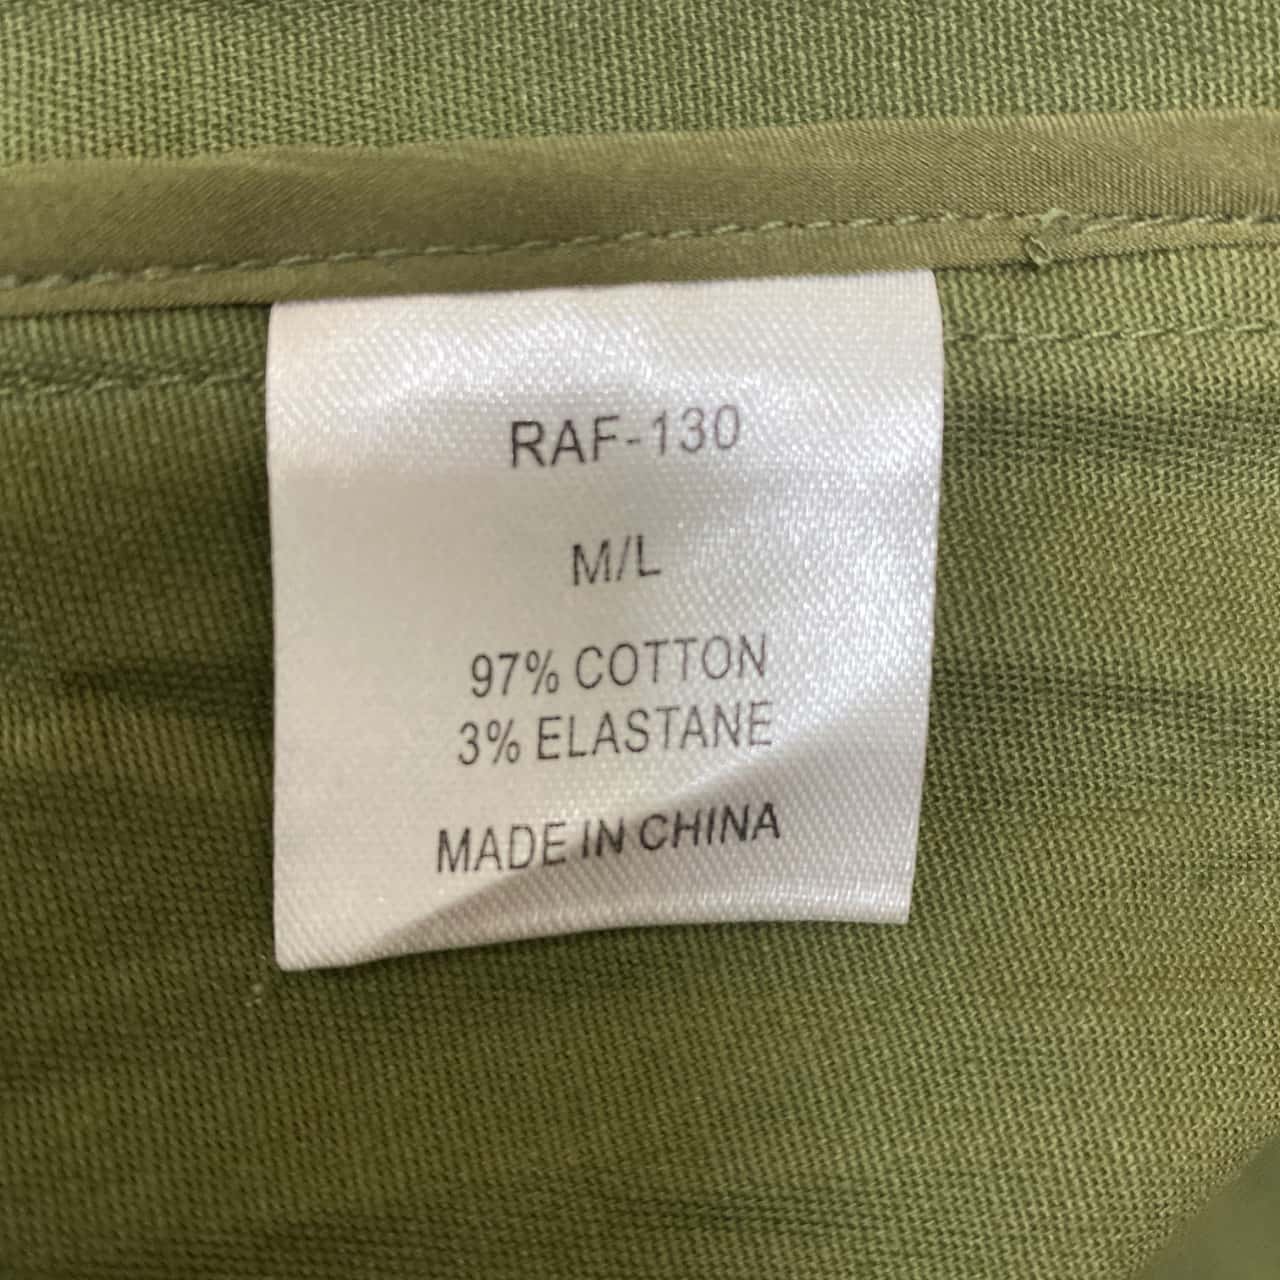 RAF-130
M/L
97% COTTON
3% ELASTANE
MADE IN CHINA